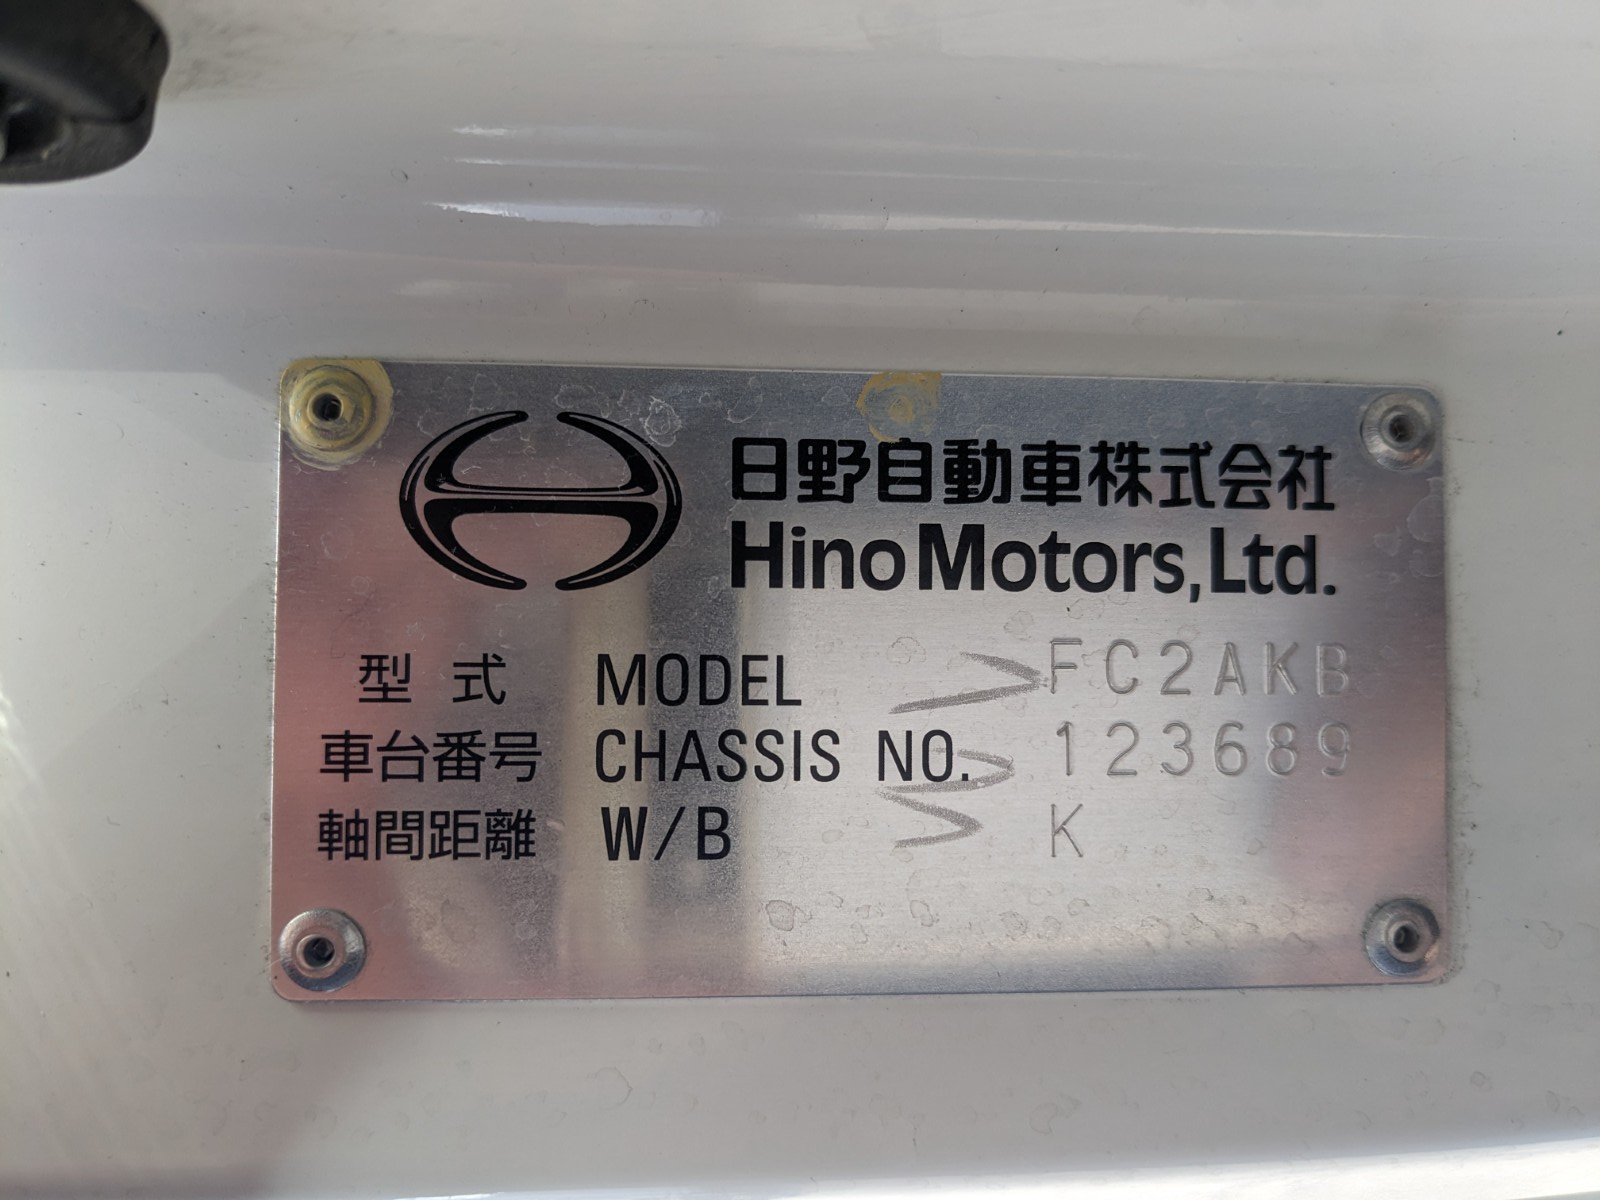 日野自動車株式会社
Hino Motors, Ltd.
型式 MODEL FC2AKB
車台番号 CHASSIS NO. 123689
軸間距離 W/B K